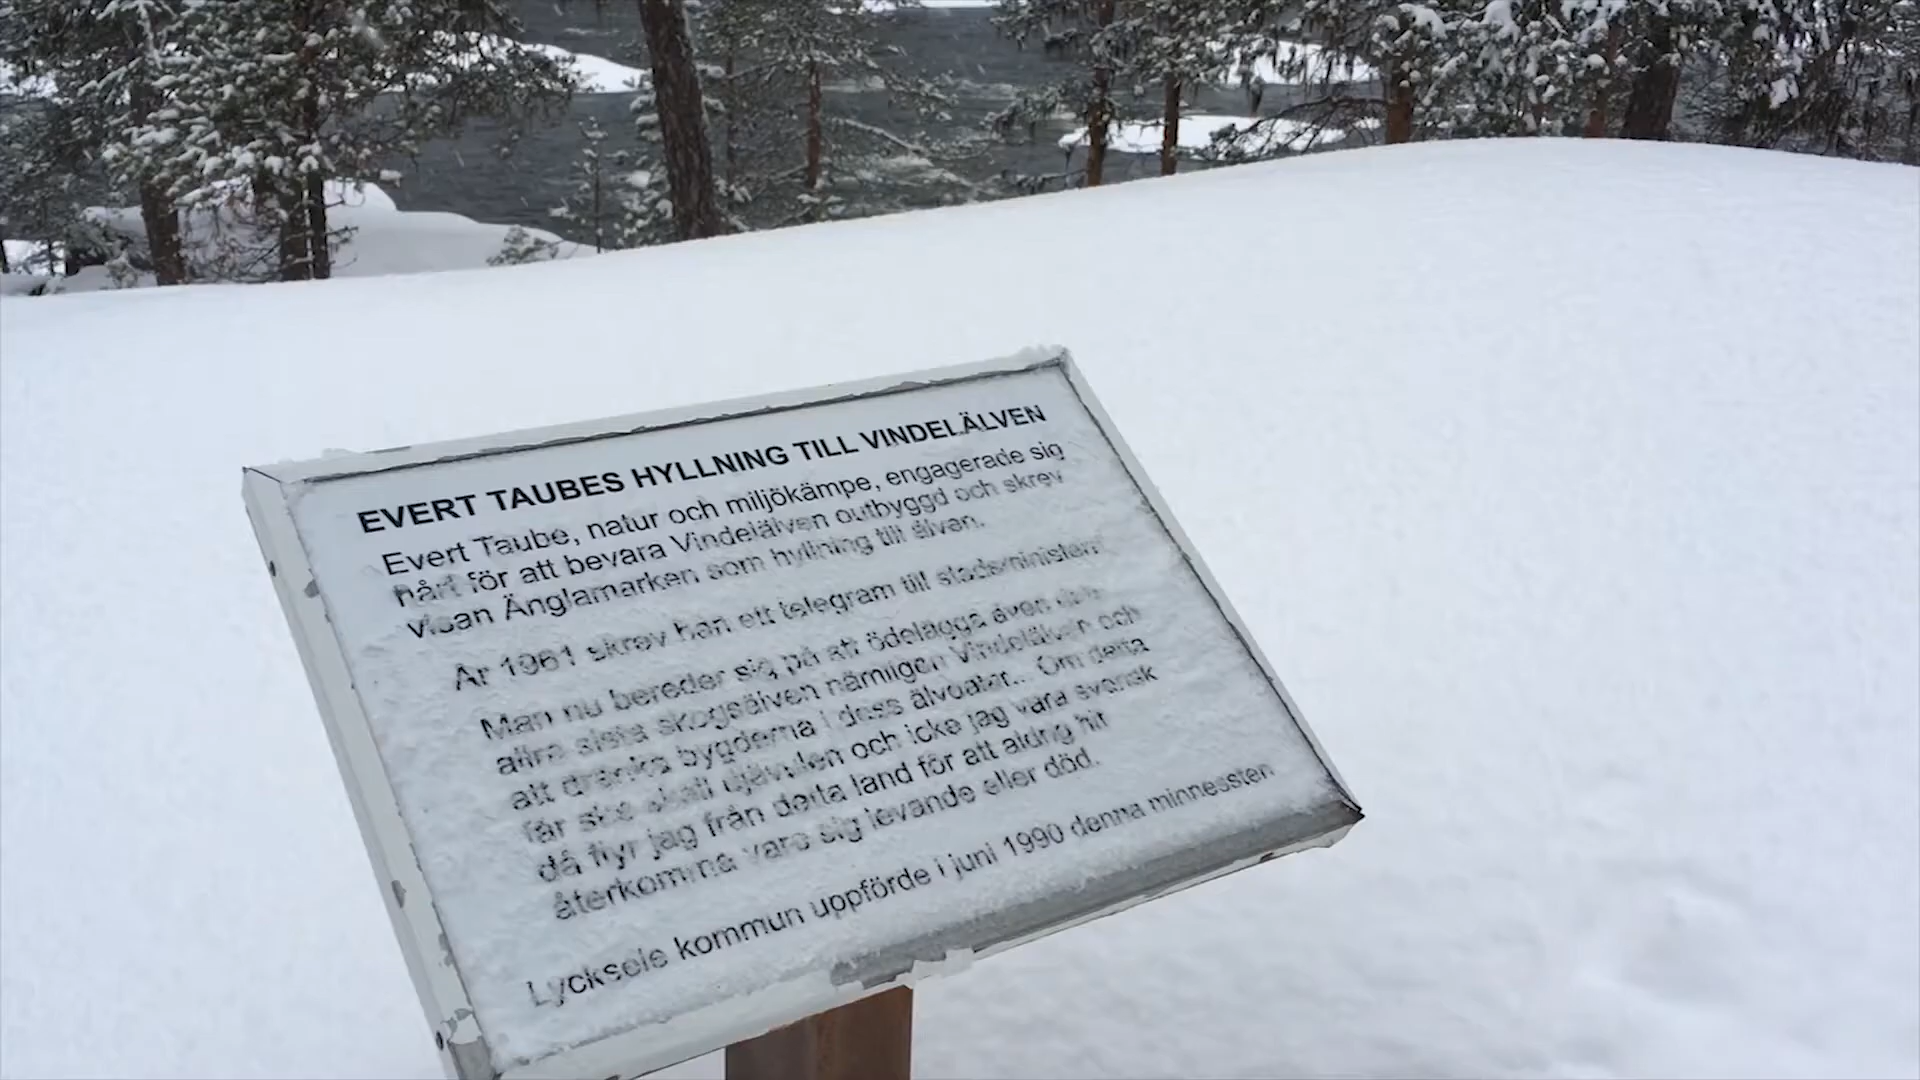 EVERT TAUBES HYLLNING TILL VINDELÄLVEN
Evert Taube, natur och miljökämpe, engagerade sig
hårt för att bevara Vindelälven outbyggd och skrev
visan Änglamarken som hyllning till älven.
År 1961 skrev han ett telegram till stadsministern
Man nu bereder sig på att ödelägga även den
allra sista skogsälven nämligen Vindelälven och
att dränka bygderna i dess älvdalar... Om detta
får ske skall djävulen och icke jag vara svensk
då flyr jag från detta land för att aldrig hit
återkomma vare sig levande eller död.
Lycksele kommun uppförde i juni 1990 denna minnessten